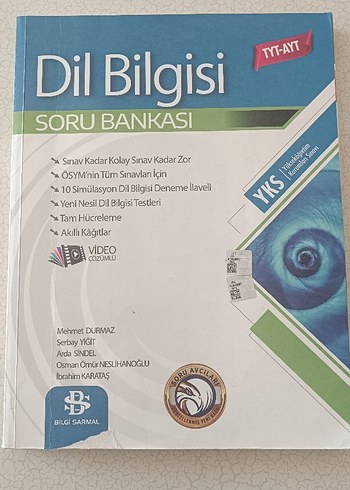 TYT-AYT
Dil Bilgisi
SORU BANKASI
Sınav Kadar Kolay Sınav Kadar Zor
ÖSYM'nin Tüm Sınavları İçin
10 Simülasyon Dil Bilgisi Deneme İlaveli
Yeni Nesil Dil Bilgisi Testleri
Tam Hücreleme
Akıllı Kâğıtlar
VİDEO
ÇÖZÜMLÜ
YKS
Yükseköğretim
Kurumları Sınavı
Mehmet DURMAZ
Serbay YİĞİT
Arda SİNDEL
Osman Ömür NESLİHANOĞLU
İbrahim KARATAŞ
BİLGİ SARMAL
SORU AVCILARI